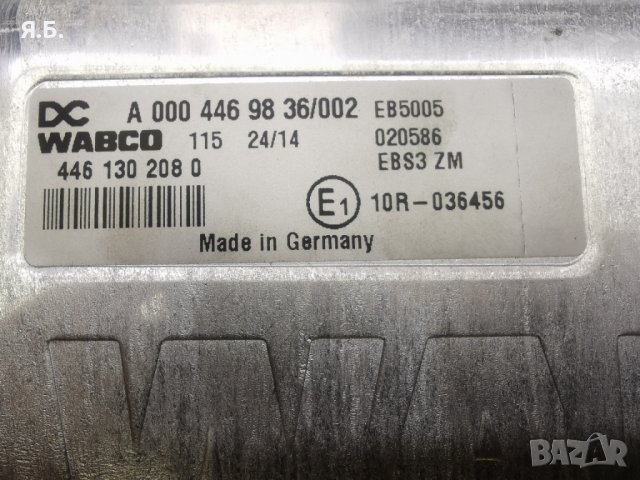 Я.Б.
DC A 000 446 98 36/002 EB5005
WABCO 115 24/14 020586
446 130 208 0 EBS3 ZM
E1 10R-036456
Made in Germany
BAZAR